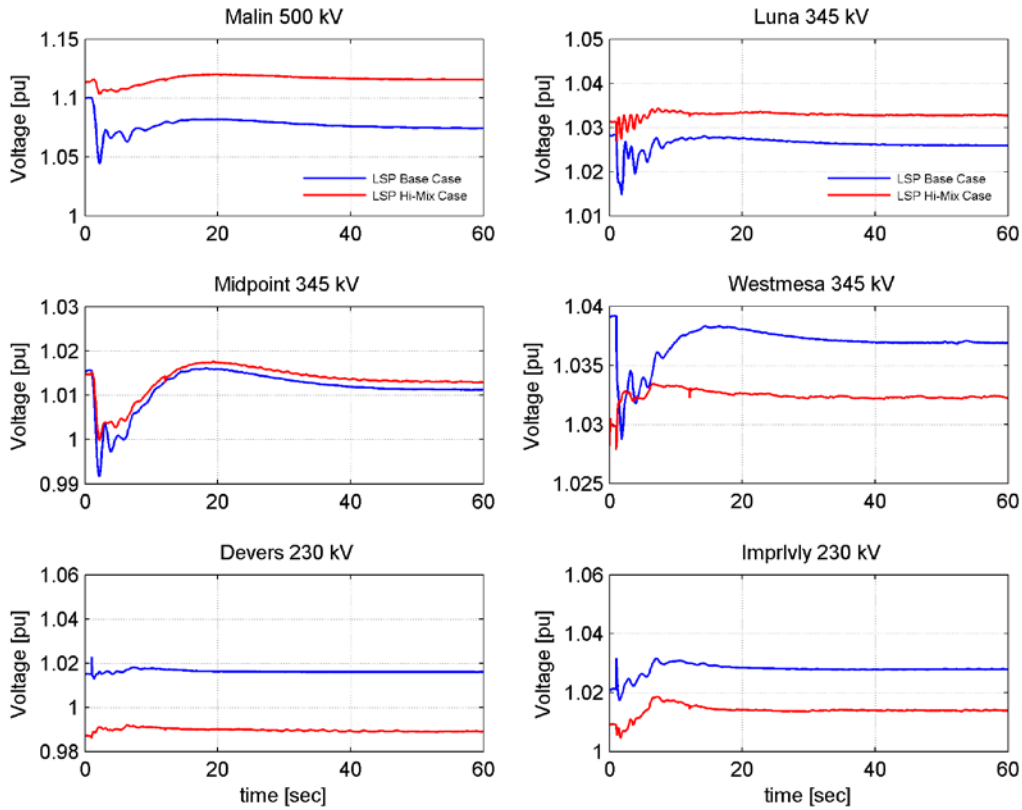 Malin 500 kV
Voltage [pu]
1.15
1.1
1.05
1
LSP Base Case
LSP Hi-Mix Case
0
20
40
60
Luna 345 kV
Voltage [pu]
1.05
1.04
1.03
1.02
1.01
LSP Base Case
LSP Hi-Mix Case
0
20
40
60
Midpoint 345 kV
Voltage [pu]
1.03
1.02
1.01
1
0.99
0
20
40
60
Westmesa 345 kV
Voltage [pu]
1.04
1.035
1.03
1.025
0
20
40
60
Devers 230 kV
Voltage [pu]
1.06
1.04
1.02
1
0.98
0
20
40
60
time [sec]
Imprlvly 230 kV
Voltage [pu]
1.06
1.04
1.02
1
0
20
40
60
time [sec]